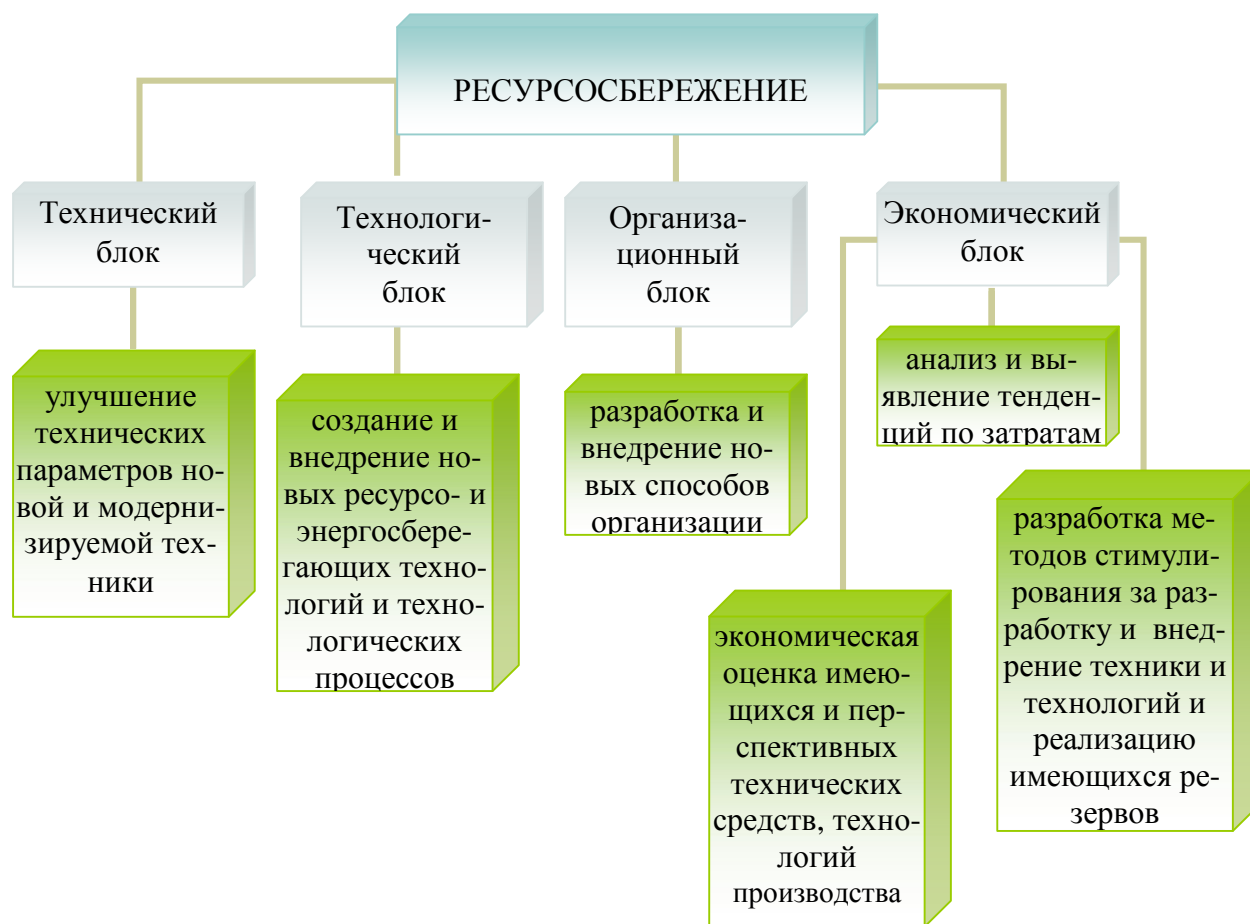 РЕСУРСОСБЕРЕЖЕНИЕ
Технический
блок
Технологи-
ческий
блок
Организа-
ционный
блок
Экономический
блок
улучшение
технических
параметров но-
вой и модерни-
зируемой тех-
ники
создание и
внедрение но-
вых ресурсо- и
энергосбере-
гающих техно-
логий и техно-
логических
процессов
разработка и
внедрение но-
вых способов
организации
анализ и вы-
явление тенден-
ций по затратам
экономическая
оценка имею-
щихся и пер-
спективных
технических
средств, техно-
логий
производства
разработка ме-
тодов стимули-
рования за раз-
работку и внед-
рение техники и
технологий и
реализацию
имеющихся ре-
зервов